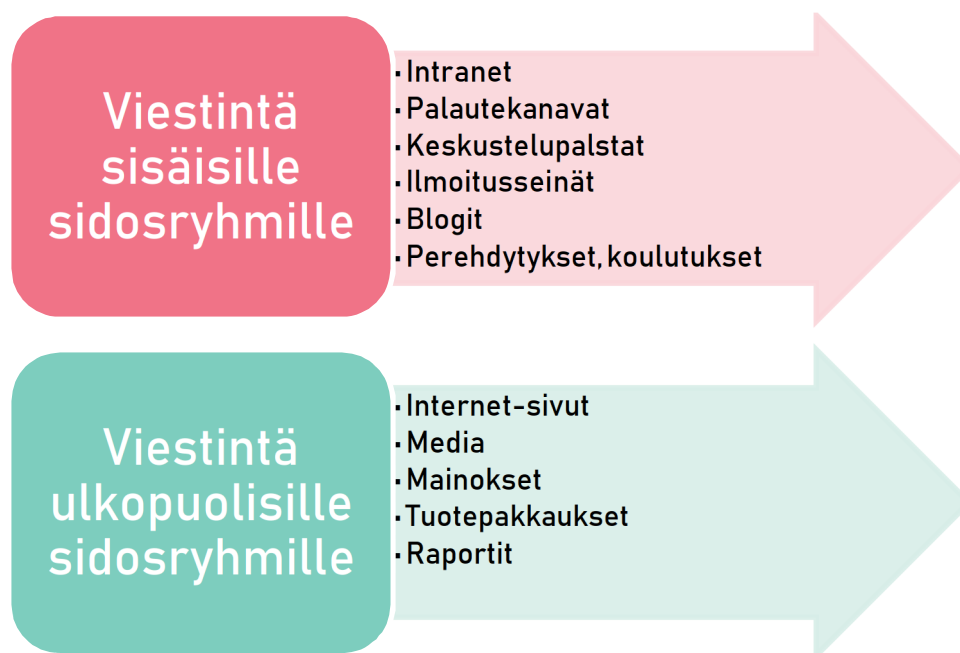 Viestintä
sisäisille
sidosryhmille
· Intranet
· Palautekanavat
· Keskustelupalstat
· Ilmoitusseinät
· Blogit
· Perehdytykset, koulutukset
Viestintä
ulkopuolisille
sidosryhmille
· Internet-sivut
· Media
· Mainokset
· Tuotepakkaukset
· Raportit